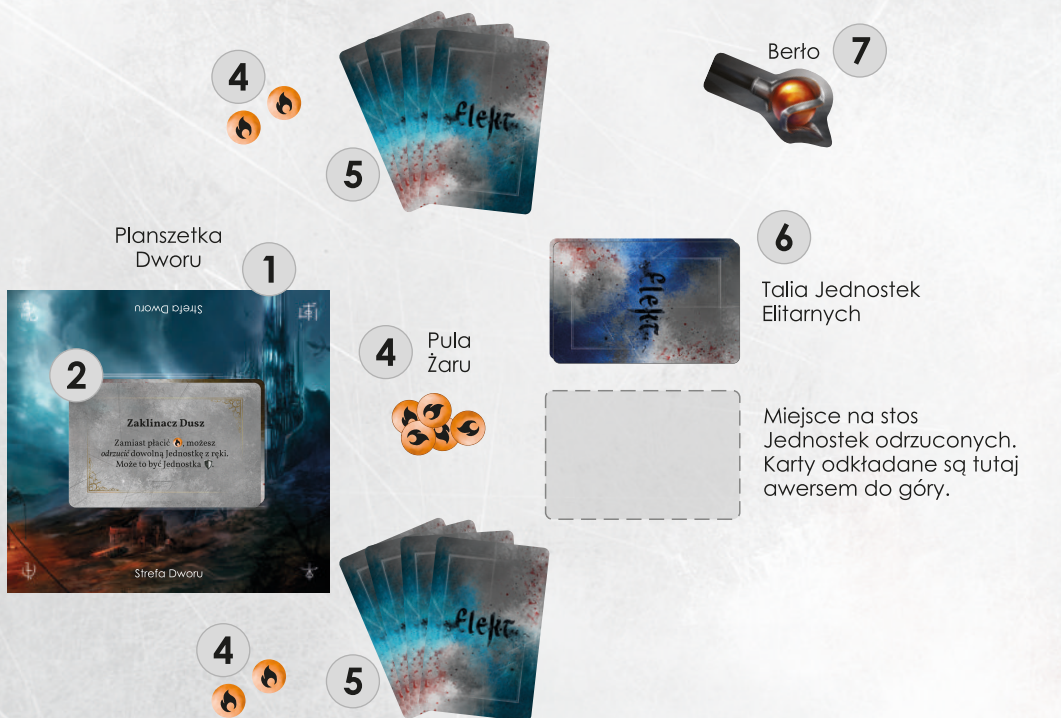 4
5
elekt
Berło
7
Planszetka
Dworu
1
Strefa Dworu
2
Zaklinacz Dusz
Zamiast płacić , możesz
odrzucić dowolną Jednostkę z ręki.
Może to być Jednostka .
Strefa Dworu
4
Pula
Żaru
6
elekt
Talia Jednostek
Elitarnych
Miejsce na stos
Jednostek odrzuconych.
Karty odkładane są tutaj
awersem do góry.
4
5
elekt